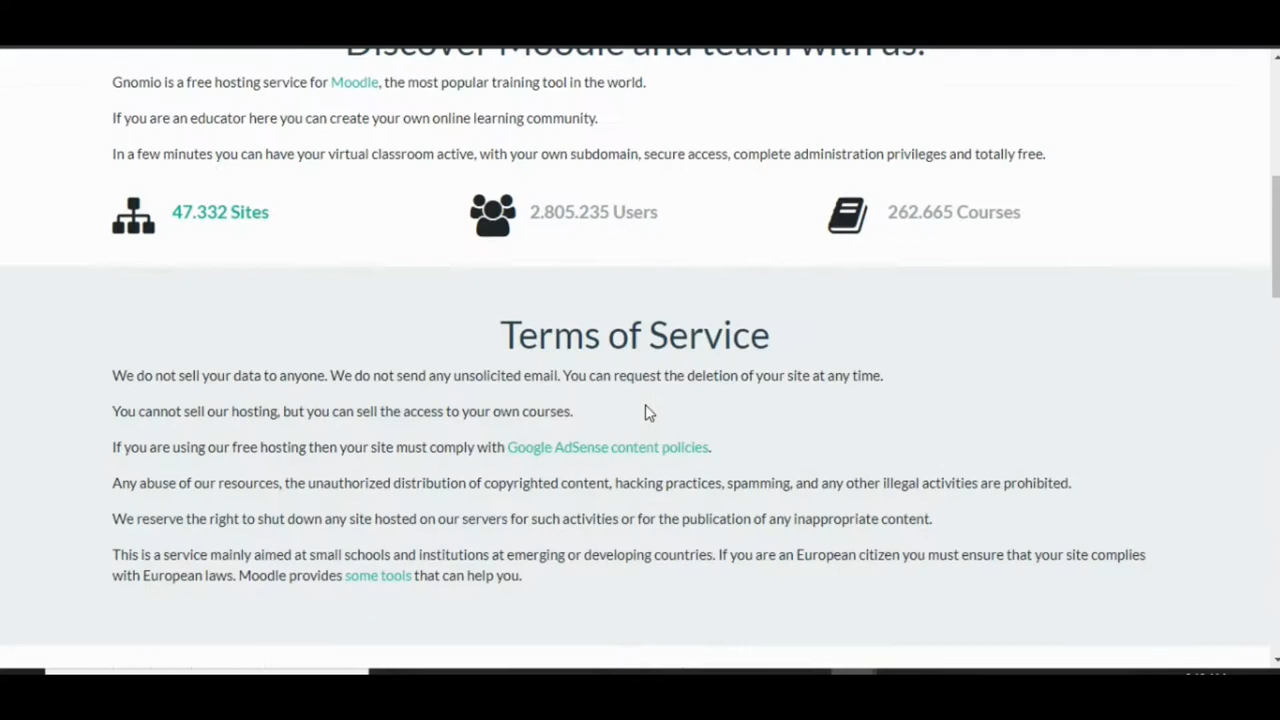 Discover Moodle and teach with us!
Gnomio is a free hosting service for Moodle, the most popular training tool in the world.
If you are an educator here you can create your own online learning community.
In a few minutes you can have your virtual classroom active, with your own subdomain, secure access, complete administration privileges and totally free.
47.332 Sites
2.805.235 Users
262.665 Courses
Terms of Service
We do not sell your data to anyone. We do not send any unsolicited email. You can request the deletion of your site at any time.
You cannot sell our hosting, but you can sell the access to your own courses.
If you are using our free hosting then your site must comply with Google AdSense content policies.
Any abuse of our resources, the unauthorized distribution of copyrighted content, hacking practices, spamming, and any other illegal activities are prohibited.
We reserve the right to shut down any site hosted on our servers for such activities or for the publication of any inappropriate content.
This is a service mainly aimed at small schools and institutions at emerging or developing countries. If you are an European citizen you must ensure that your site complies
with European laws. Moodle provides some tools that can help you.